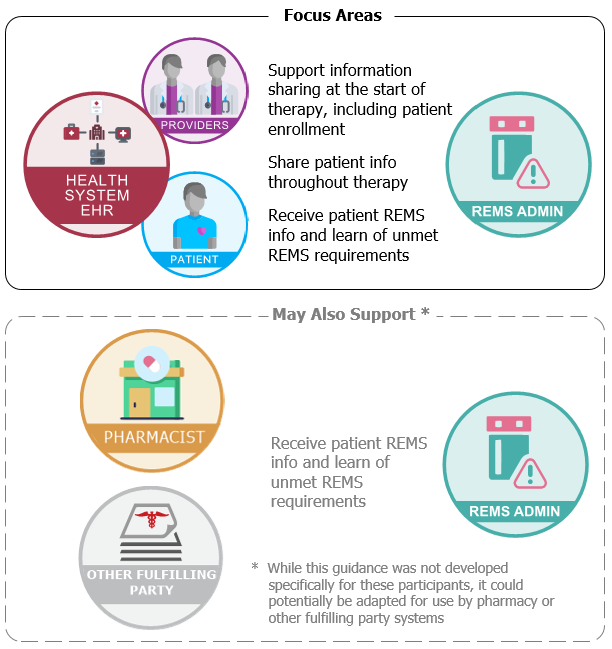 Focus Areas
PROVIDERS
HEALTH
SYSTEM
EHR
PATIENT
Support information
sharing at the start of
therapy, including patient
enrollment
Share patient info
throughout therapy
Receive patient REMS
info and learn of unmet
REMS requirements
REMS ADMIN
May Also Support *
PHARMACIST
OTHER FULFILLING
PARTY
Receive patient REMS
info and learn of
unmet REMS
requirements
REMS ADMIN
* While this guidance was not developed
specifically for these participants, it could
potentially be adapted for use by pharmacy or
other fulfilling party systems